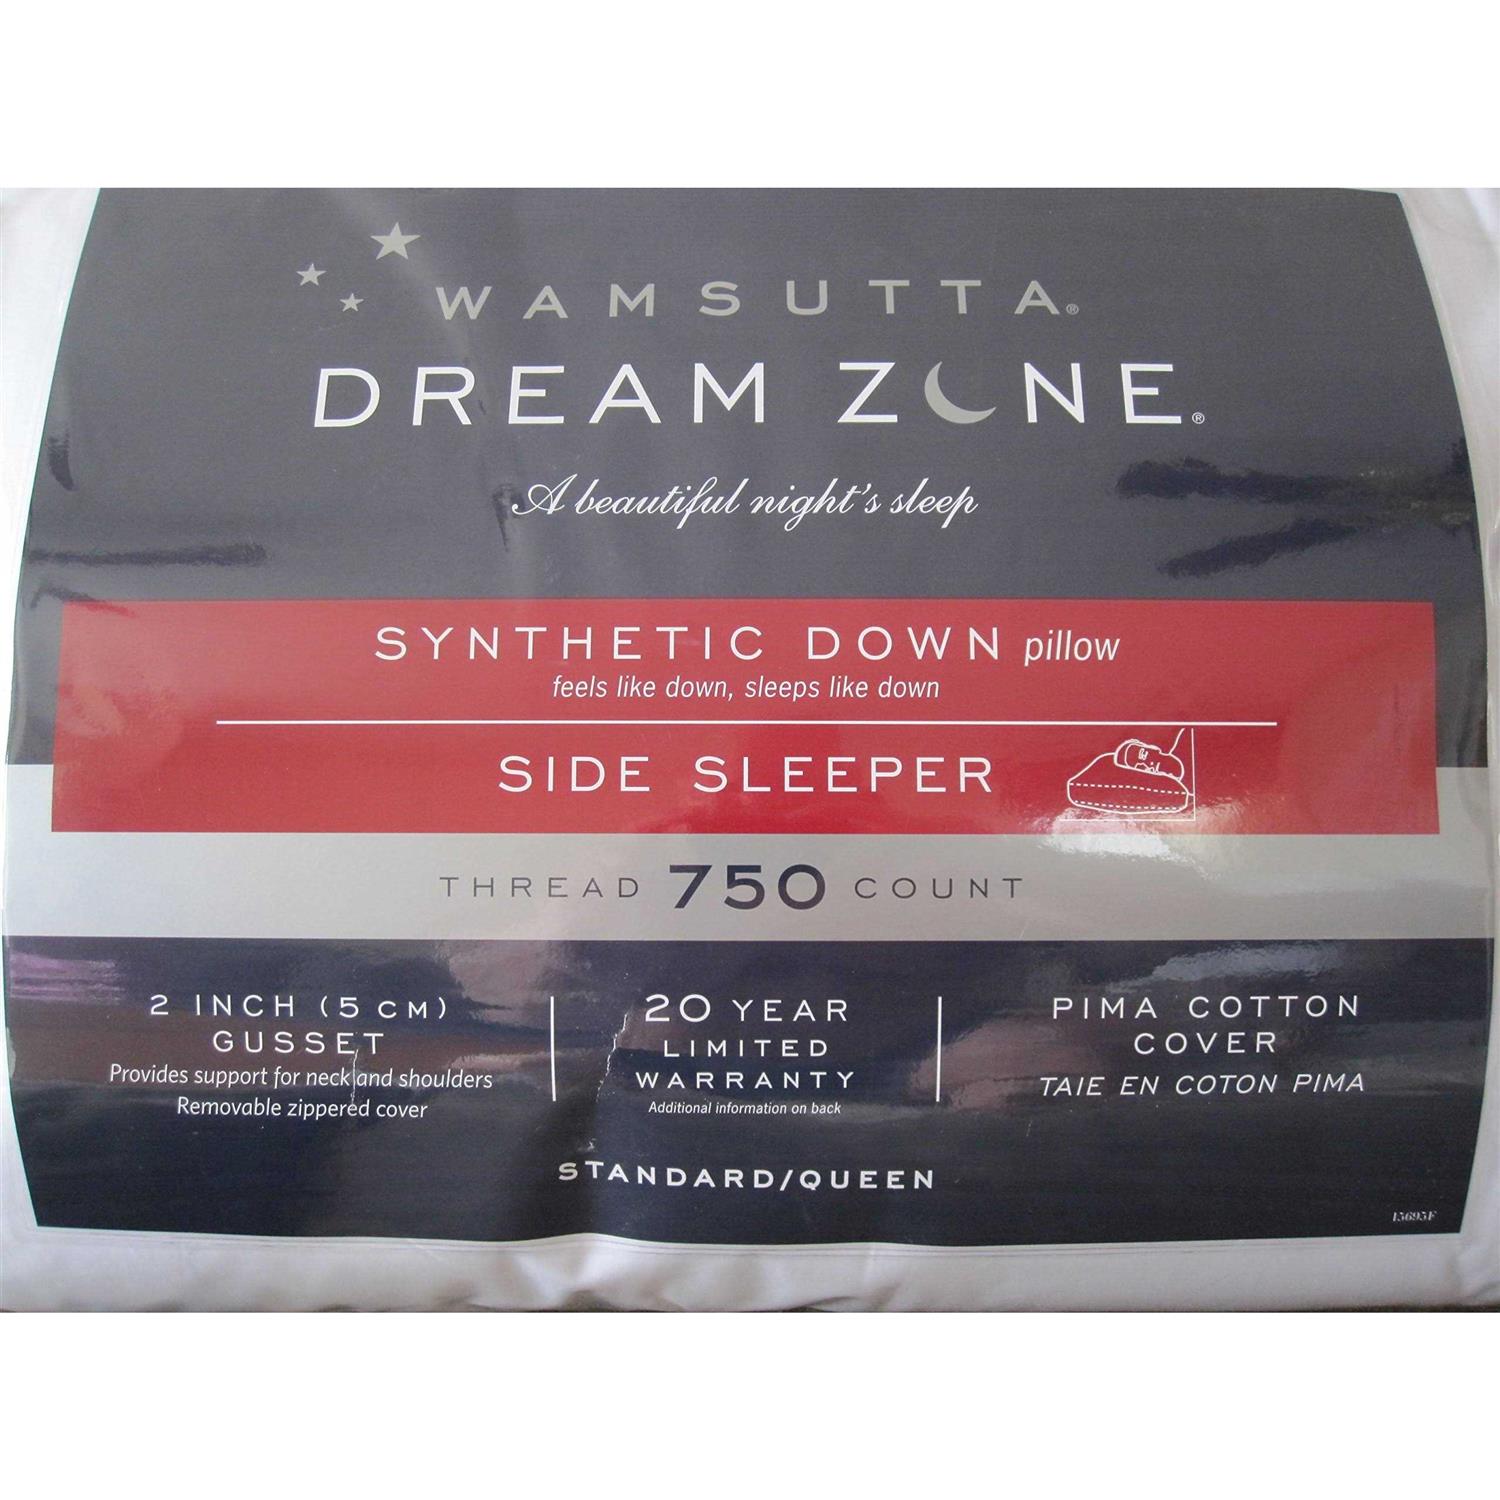 WAMSUTTA®
DREAM ZONE®
A beautiful night's sleep
SYNTHETIC DOWN pillow
feels like down, sleeps like down
SIDE SLEEPER
THREAD 750 COUNT
2 INCH (5 CM)
GUSSET
Provides support for neck and shoulders
Removable zippered cover
20 YEAR
LIMITED
WARRANTY
Additional information on back
PIMA COTTON
COVER
TAIE EN COTON PIMA
STANDARD/QUEEN
15695F